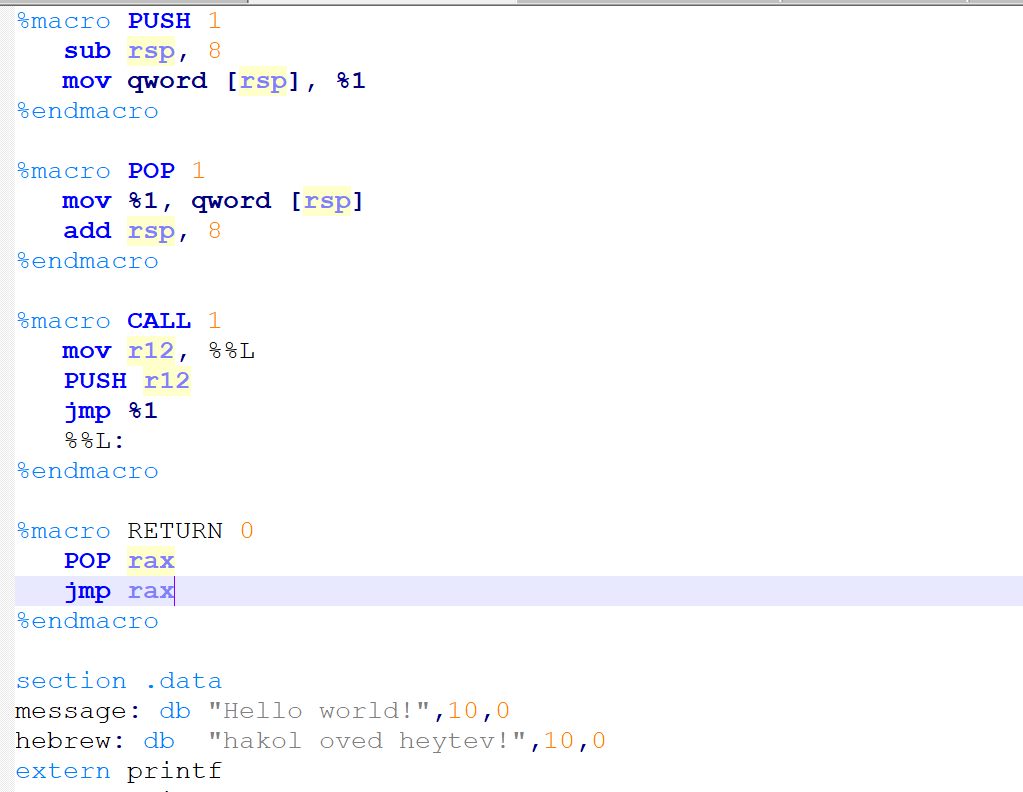 %macro PUSH 1
sub rsp, 8
mov qword [rsp], %1
%endmacro
%macro POP 1
mov %1, qword [rsp]
add rsp, 8
%endmacro
%macro CALL 1
mov r12, %%L
PUSH r12
jmp %1
%%L:
%endmacro
%macro RETURN 0
POP rax
jmp rax
%endmacro
section .data
message: db "Hello world!",10,0
hebrew: db  "hakol oved heytev!",10,0
extern printf